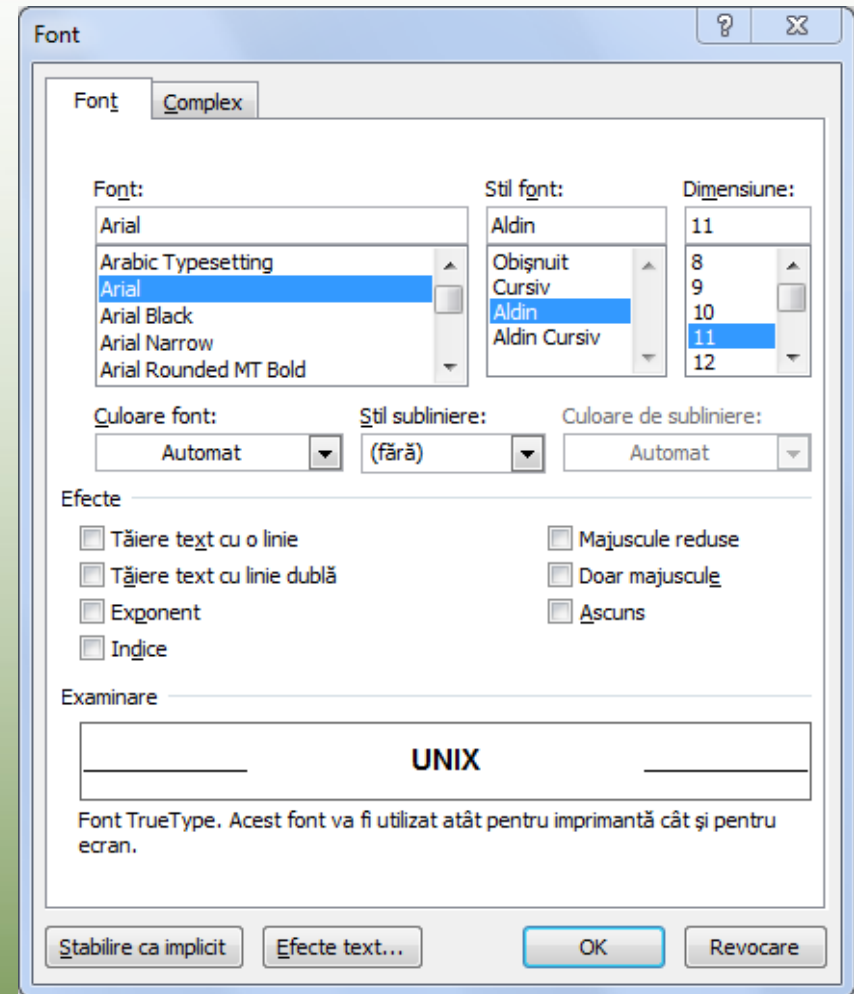 Font
Font Complex
Font: Stil font: Dimensiune:
Arial Aldin 11
Arabic Typesetting Obişnuit 8
Arial Cursiv 9
Arial Black Aldin 10
Arial Narrow Aldin Cursiv 11
Arial Rounded MT Bold 12
Culoare font: Stil subliniere: Culoare de subliniere:
Automat (fără) Automat
Efecte
Tăiere text cu o linie Majuscule reduse
Tăiere text cu linie dublă Doar majuscule
Exponent Ascuns
Indice
Examinare
UNIX
Font TrueType. Acest font va fi utilizat atât pentru imprimantă cât şi pentru
ecran.
Stabilire ca implicit Efecte text... OK Revocare